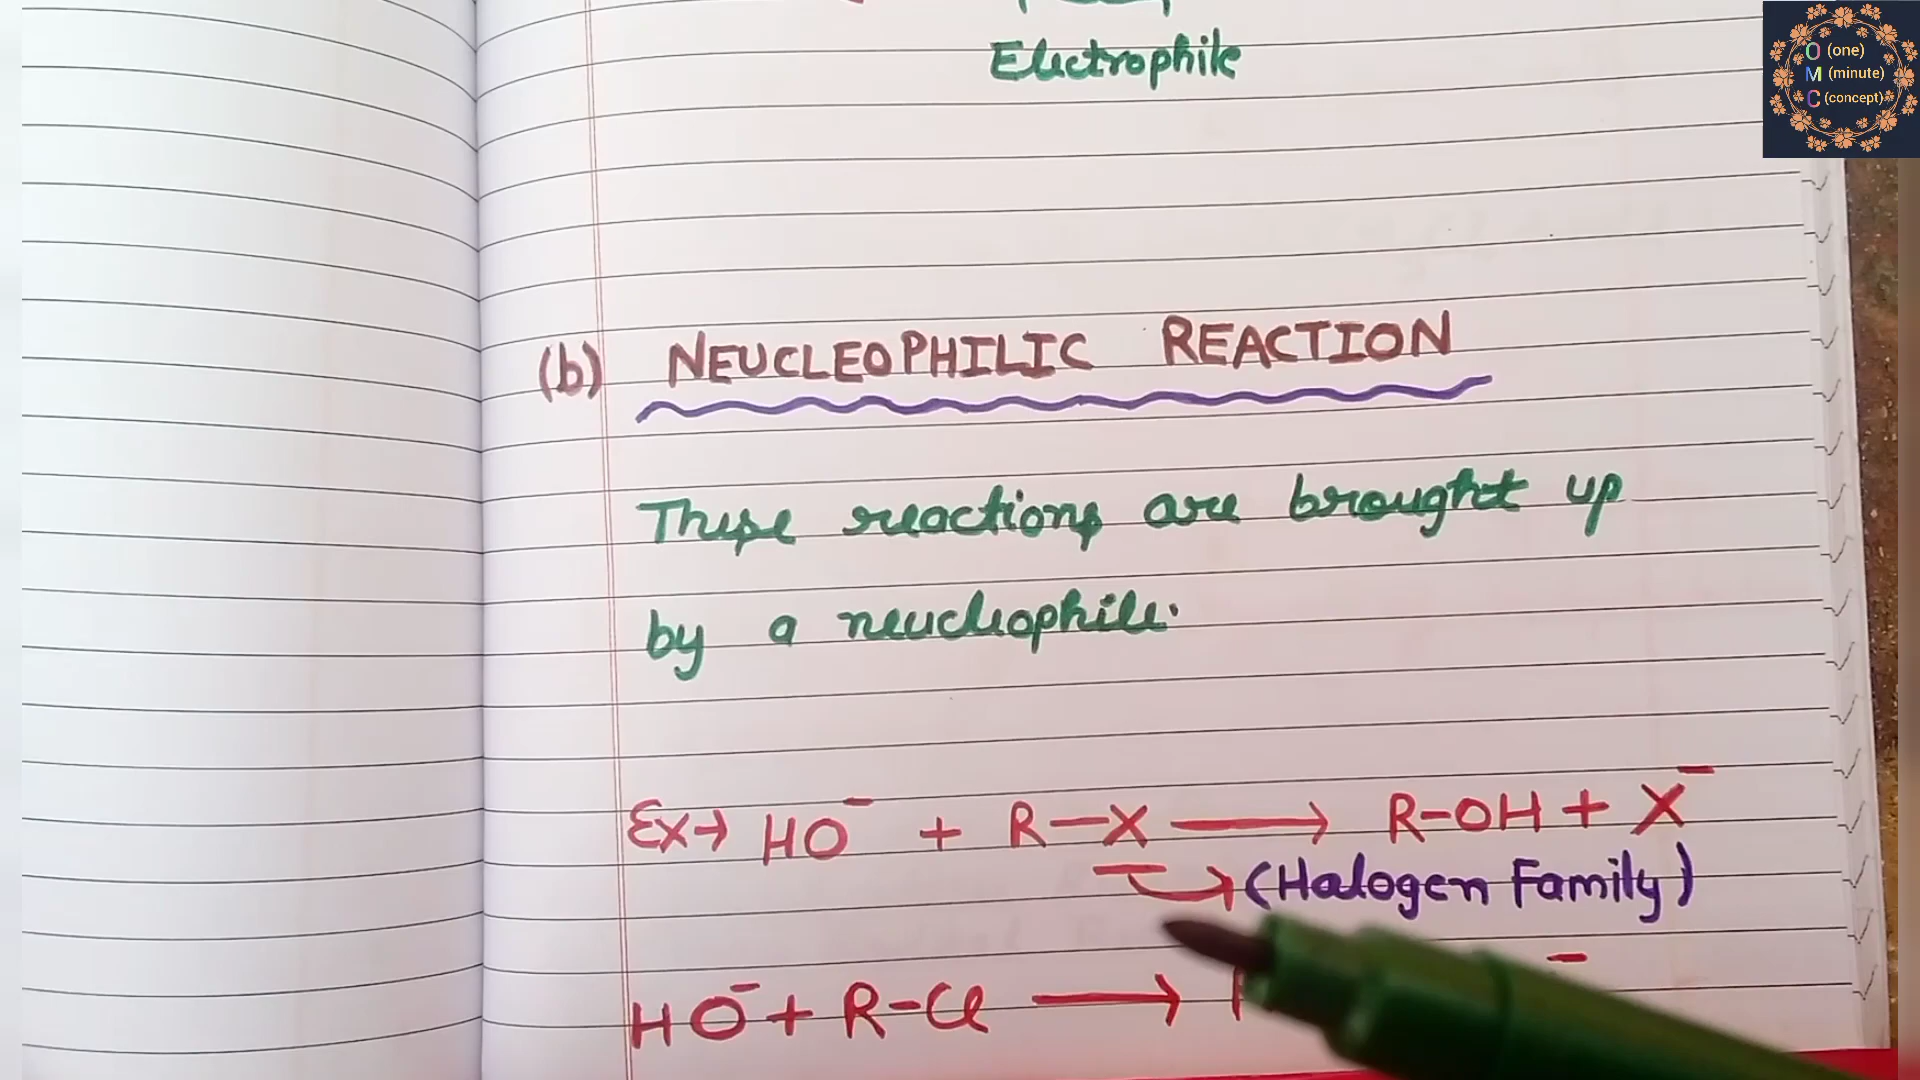 Electrophile
O (one)
M (minute)
C (concept)
(b) NEUCLEOPHILIC REACTION
These reactions are brought up
by a neucleophile.
Ex→ HO⁻ + R—X ⟶ R-OH + X⁻
(Halogen Family)
HO⁻ + R-Cl ⟶